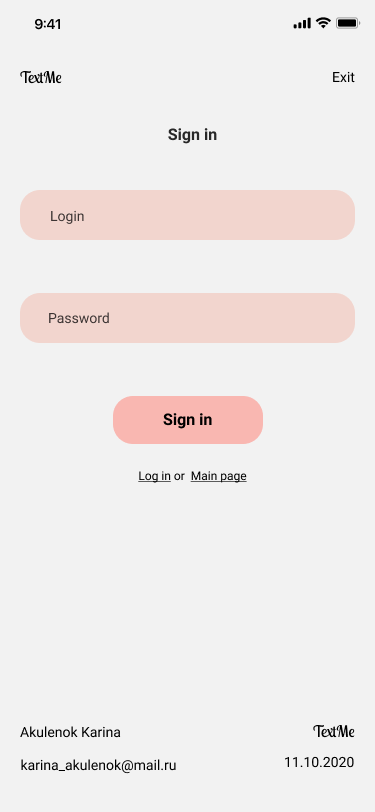 9:41
TextMe Exit
Sign in
Login
Password
Sign in
Log in or Main page
Akulenok Karina TextMe
karina_akulenok@mail.ru 11.10.2020